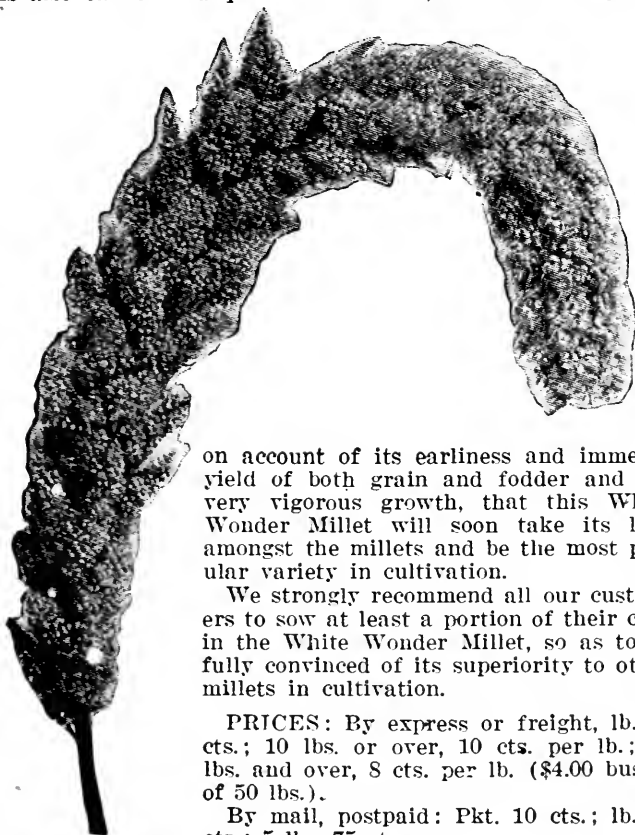 on account of its earliness and imme
yield of both grain and fodder and
very vigorous growth, that this W
Wonder Millet will soon take its
amongst the millets and be the most p
ular variety in cultivation.
We strongly recommend all our cust
ers to sow at least a portion of their
in the White Wonder Millet, so as to
fully convinced of its superiority to ot
millets in cultivation.
PRICES: By express or freight, lb.
cts.; 10 lbs. or over, 10 cts. per lb.;
lbs. and over, 8 cts. per lb. ($4.00 bus
of 50 lbs.).
By mail, postpaid: Pkt. 10 cts.; lb.